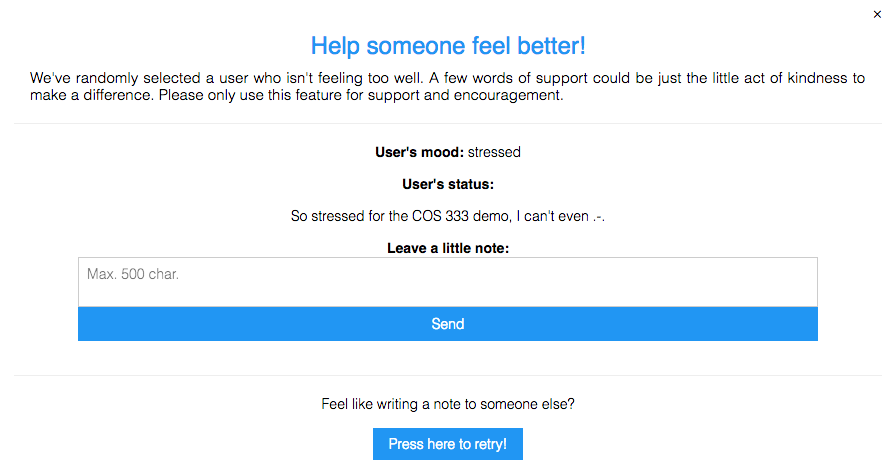 ×
Help someone feel better!
We've randomly selected a user who isn't feeling too well. A few words of support could be just the little act of kindness to
make a difference. Please only use this feature for support and encouragement.
User's mood: stressed
User's status:
So stressed for the COS 333 demo, I can't even .-.
Leave a little note:
Max. 500 char.
Send
Feel like writing a note to someone else?
Press here to retry!